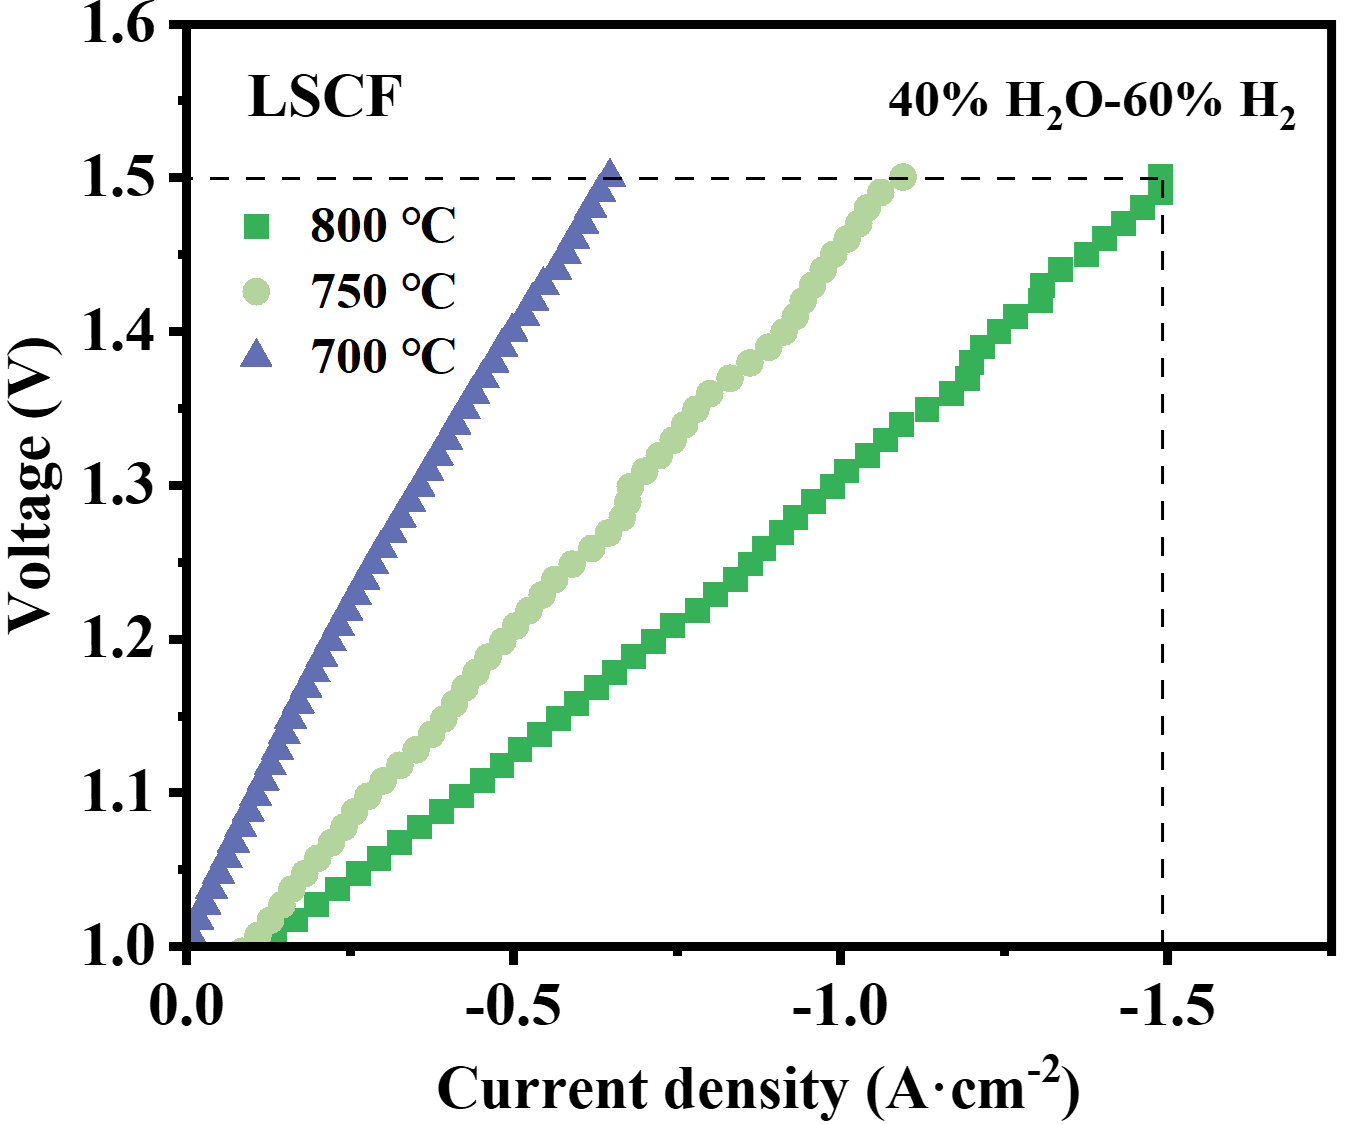 1.6
LSCF
40% H₂O-60% H₂
1.5
800 °C
750 °C
1.4
700 °C
Voltage (V)
1.3
1.2
1.1
1.0
0.0 -0.5 -1.0 -1.5
Current density (A·cm⁻²)